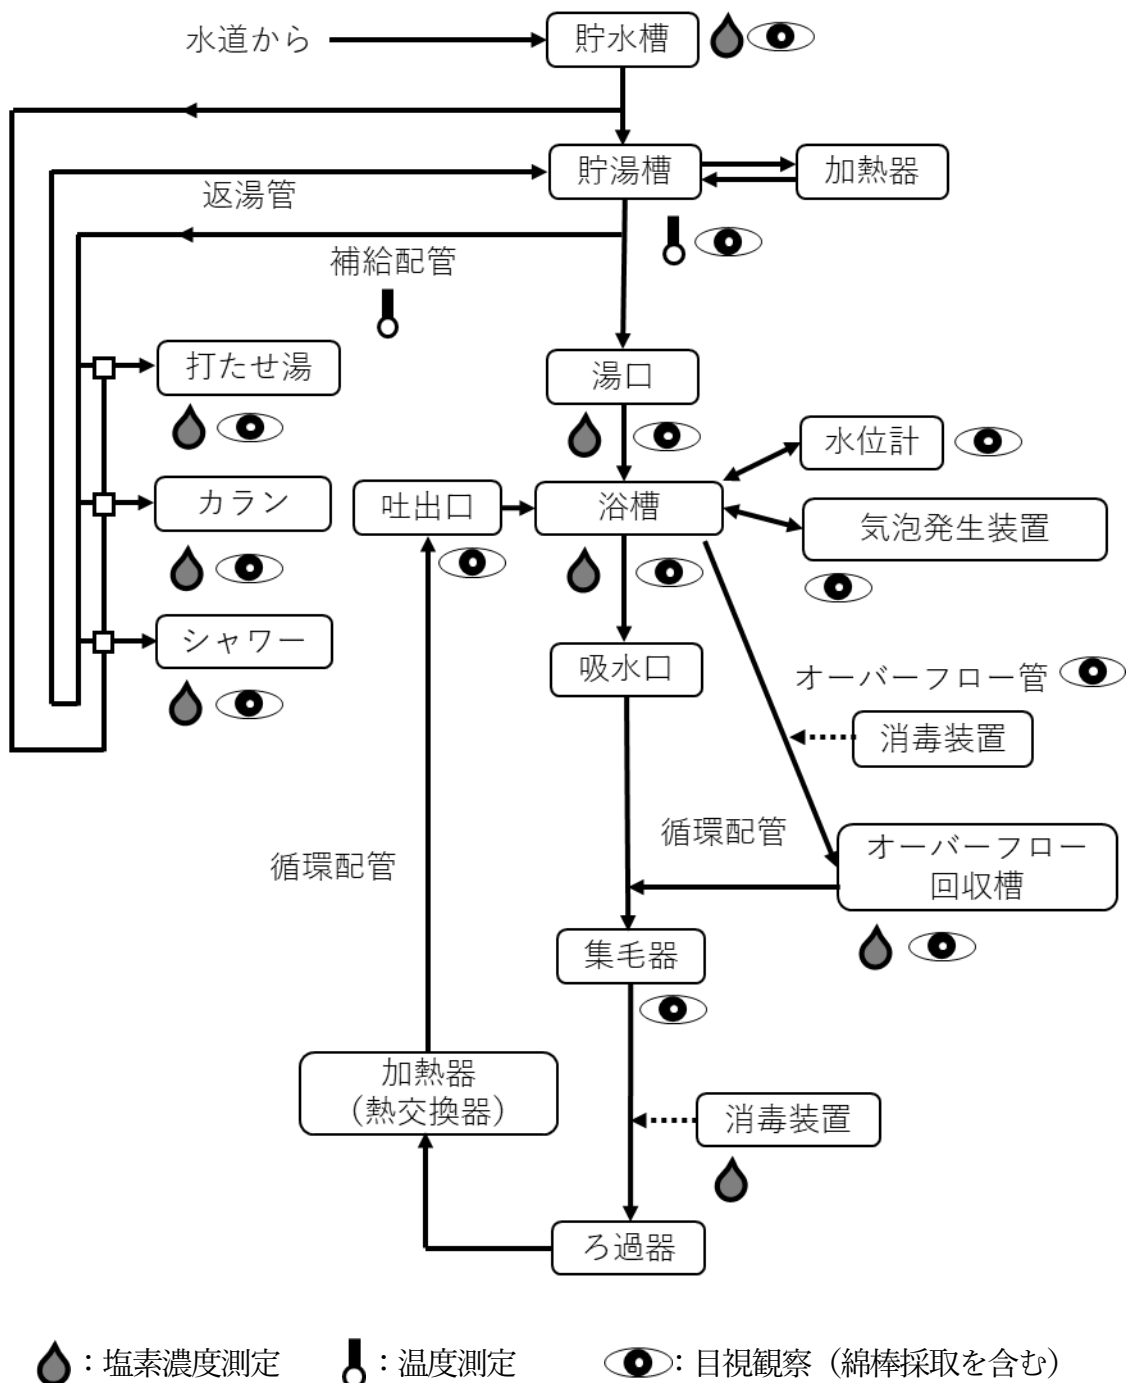 水道から
貯水槽
貯湯槽
加熱器
返湯管
補給配管
打たせ湯
湯口
水位計
カラン
吐出口
浴槽
気泡発生装置
シャワー
吸水口
オーバーフロー管
消毒装置
循環配管
循環配管
オーバーフロー
回収槽
集毛器
加熱器
（熱交換器）
消毒装置
ろ過器
：塩素濃度測定
：温度測定
：目視観察（綿棒採取を含む）